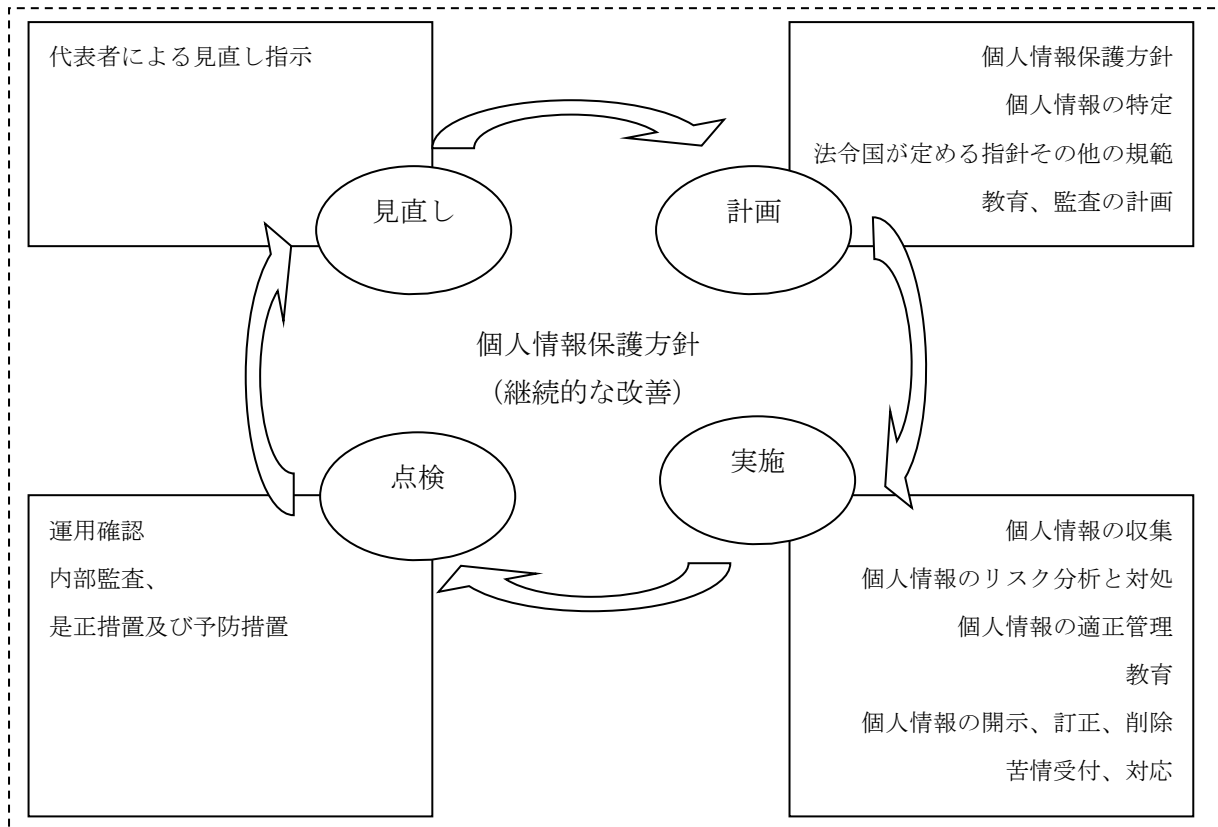 代表者による見直し指示
個人情報保護方針
個人情報の特定
法令国が定める指針その他の規範
教育、監査の計画
見直し
計画
個人情報保護方針
（継続的な改善）
点検
実施
運用確認
内部監査、
是正措置及び予防措置
個人情報の収集
個人情報のリスク分析と対処
個人情報の適正管理
教育
個人情報の開示、訂正、削除
苦情受付、対応